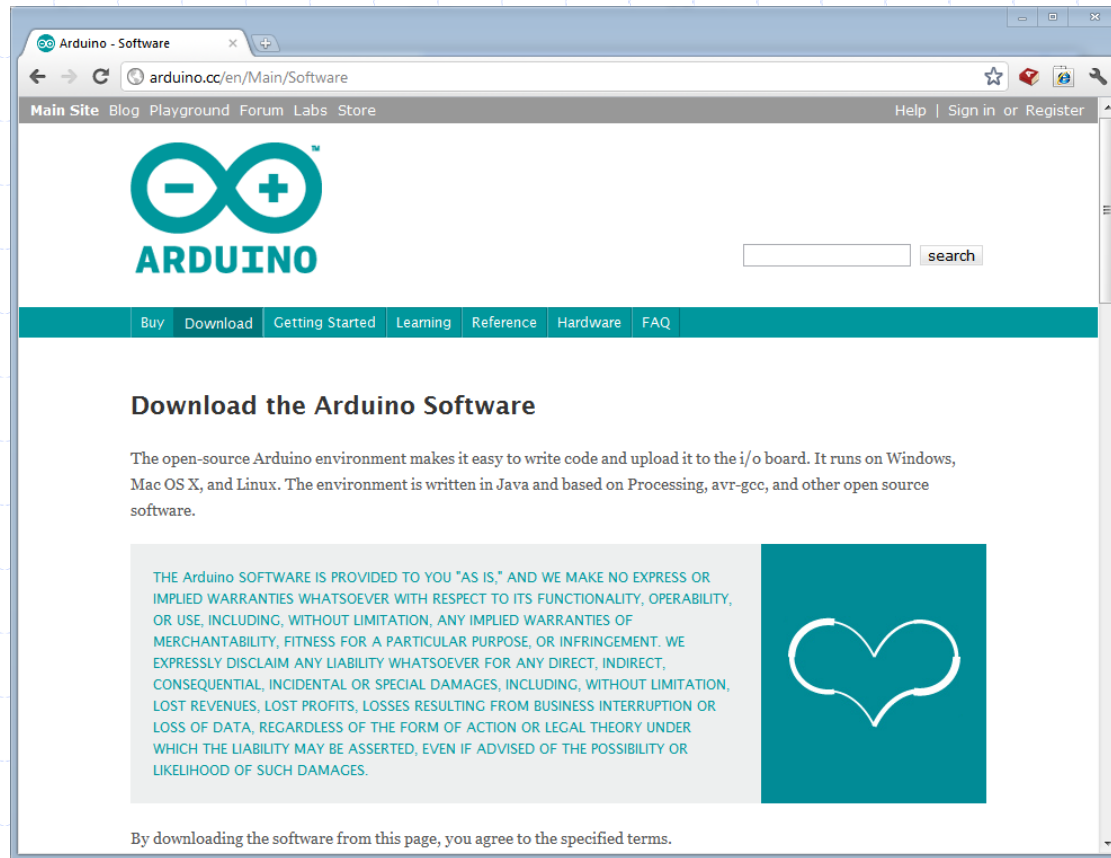 Arduino - Software
arduino.cc/en/Main/Software
Main Site Blog Playground Forum Labs Store Help | Sign in or Register
TM
ARDUINO
search
Buy Download Getting Started Learning Reference Hardware FAQ
Download the Arduino Software
The open-source Arduino environment makes it easy to write code and upload it to the i/o board. It runs on Windows,
Mac OS X, and Linux. The environment is written in Java and based on Processing, avr-gcc, and other open source
software.
THE Arduino SOFTWARE IS PROVIDED TO YOU "AS IS," AND WE MAKE NO EXPRESS OR
IMPLIED WARRANTIES WHATSOEVER WITH RESPECT TO ITS FUNCTIONALITY, OPERABILITY,
OR USE, INCLUDING, WITHOUT LIMITATION, ANY IMPLIED WARRANTIES OF
MERCHANTABILITY, FITNESS FOR A PARTICULAR PURPOSE, OR INFRINGEMENT. WE
EXPRESSLY DISCLAIM ANY LIABILITY WHATSOEVER FOR ANY DIRECT, INDIRECT,
CONSEQUENTIAL, INCIDENTAL OR SPECIAL DAMAGES, INCLUDING, WITHOUT LIMITATION,
LOST REVENUES, LOST PROFITS, LOSSES RESULTING FROM BUSINESS INTERRUPTION OR
LOSS OF DATA, REGARDLESS OF THE FORM OF ACTION OR LEGAL THEORY UNDER
WHICH THE LIABILITY MAY BE ASSERTED, EVEN IF ADVISED OF THE POSSIBILITY OR
LIKELIHOOD OF SUCH DAMAGES.
By downloading the software from this page, you agree to the specified terms.